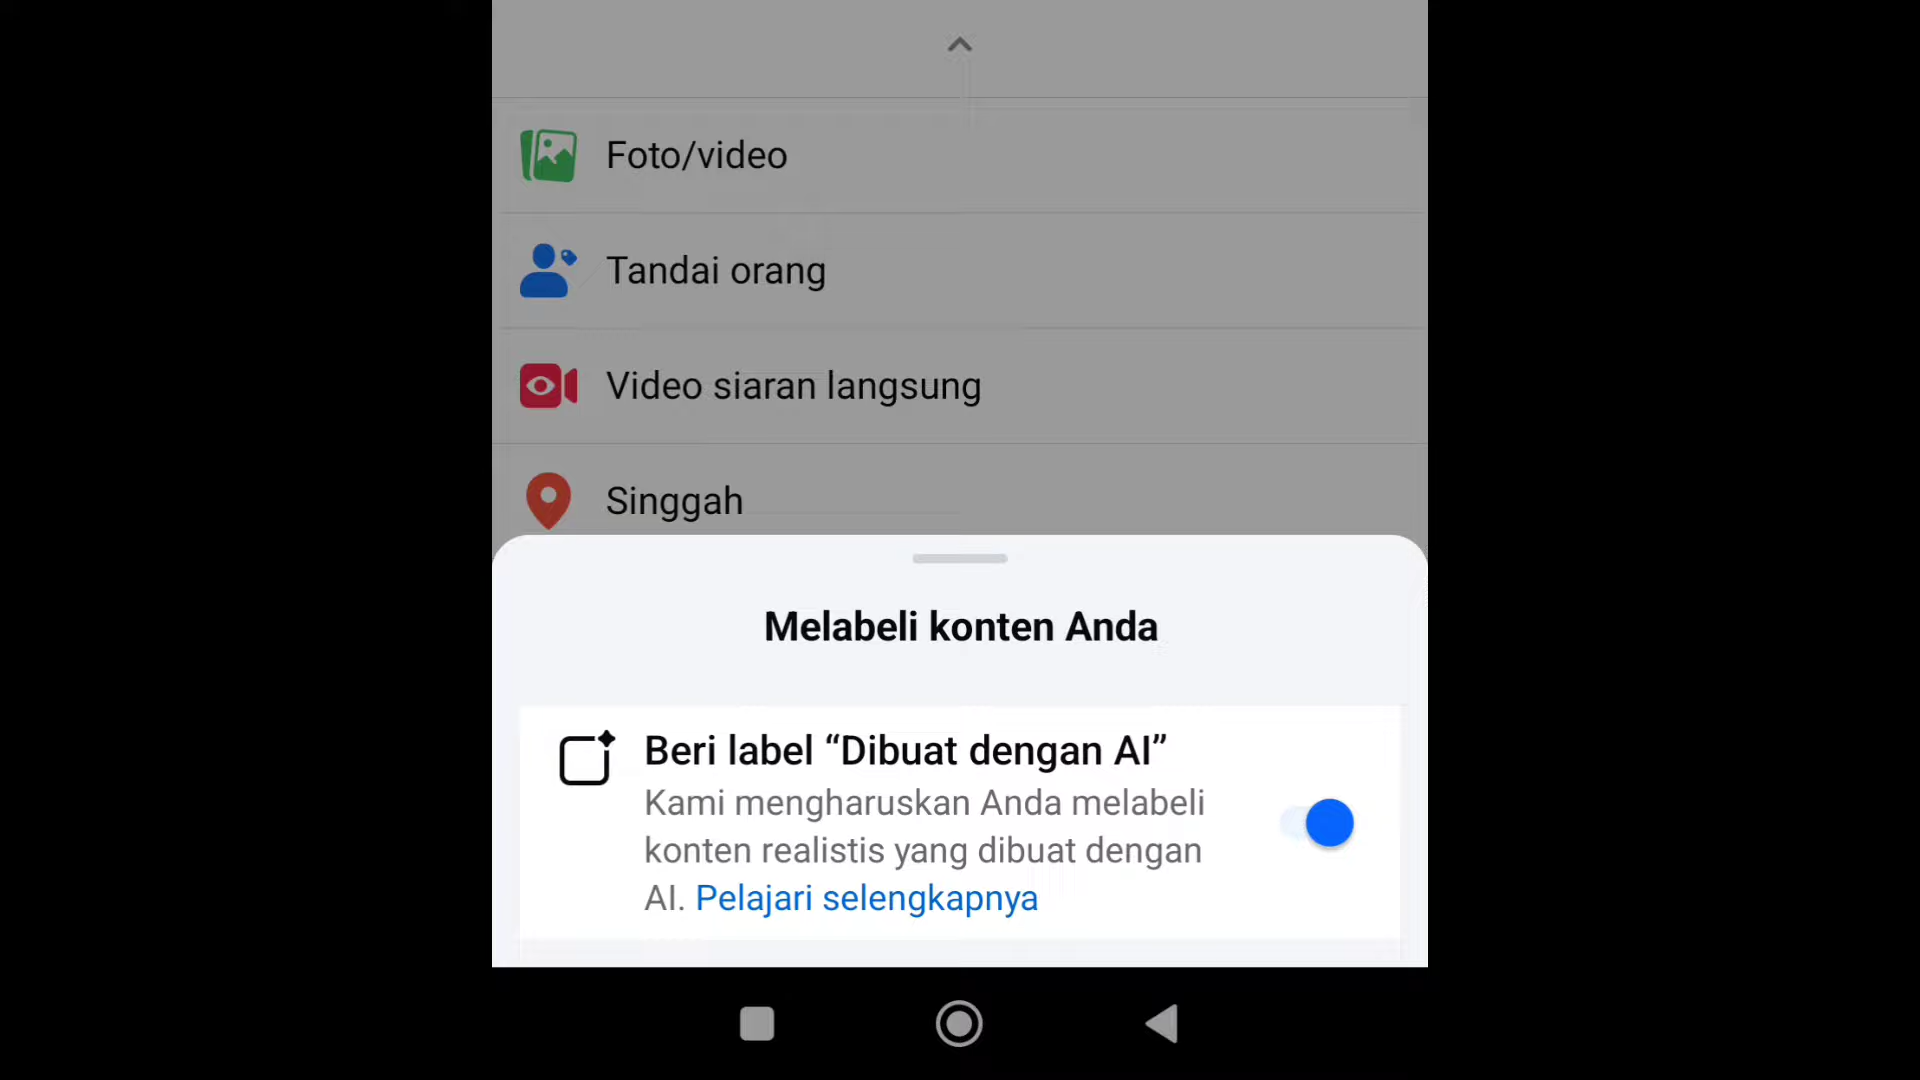 Foto/video
Tandai orang
Video siaran langsung
Singgah
Melabeli konten Anda
Beri label “Dibuat dengan AI”
Kami mengharuskan Anda melabeli
konten realistis yang dibuat dengan
AI. Pelajari selengkapnya